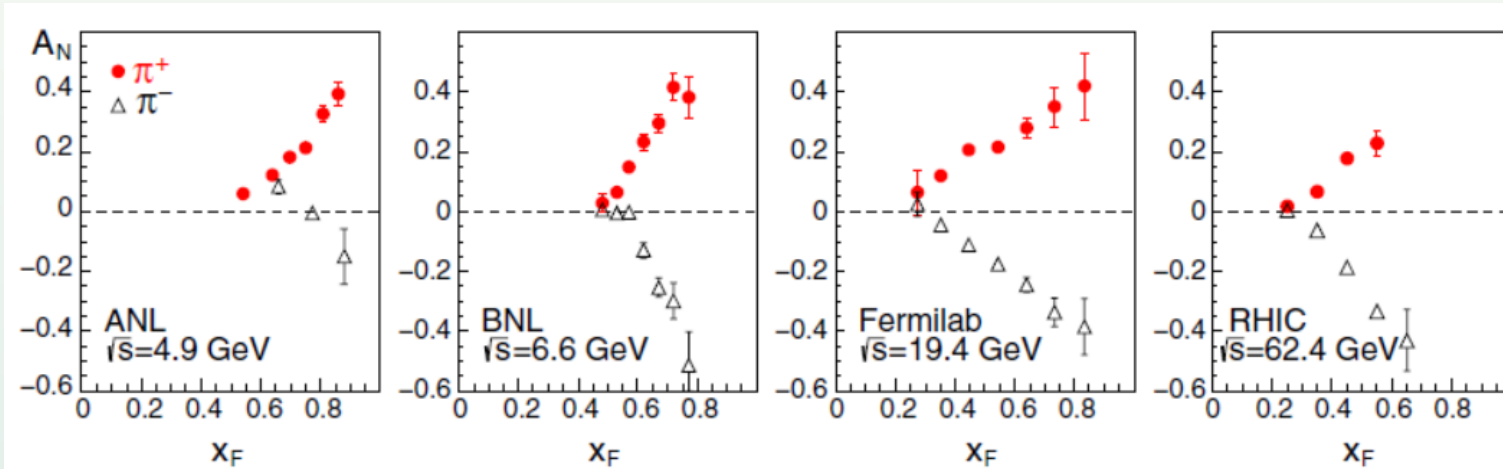 A_N
π⁺
π⁻
0.4
0.2
0
−0.2
−0.4
−0.6
ANL
√s=4.9 GeV
0 0.2 0.4 0.6 0.8
x_F
0.4
0.2
0
−0.2
−0.4
−0.6
BNL
√s=6.6 GeV
0 0.2 0.4 0.6 0.8
x_F
0.4
0.2
0
−0.2
−0.4
−0.6
Fermilab
√s=19.4 GeV
0 0.2 0.4 0.6 0.8
x_F
0.4
0.2
0
−0.2
−0.4
−0.6
RHIC
√s=62.4 GeV
0 0.2 0.4 0.6 0.8
x_F